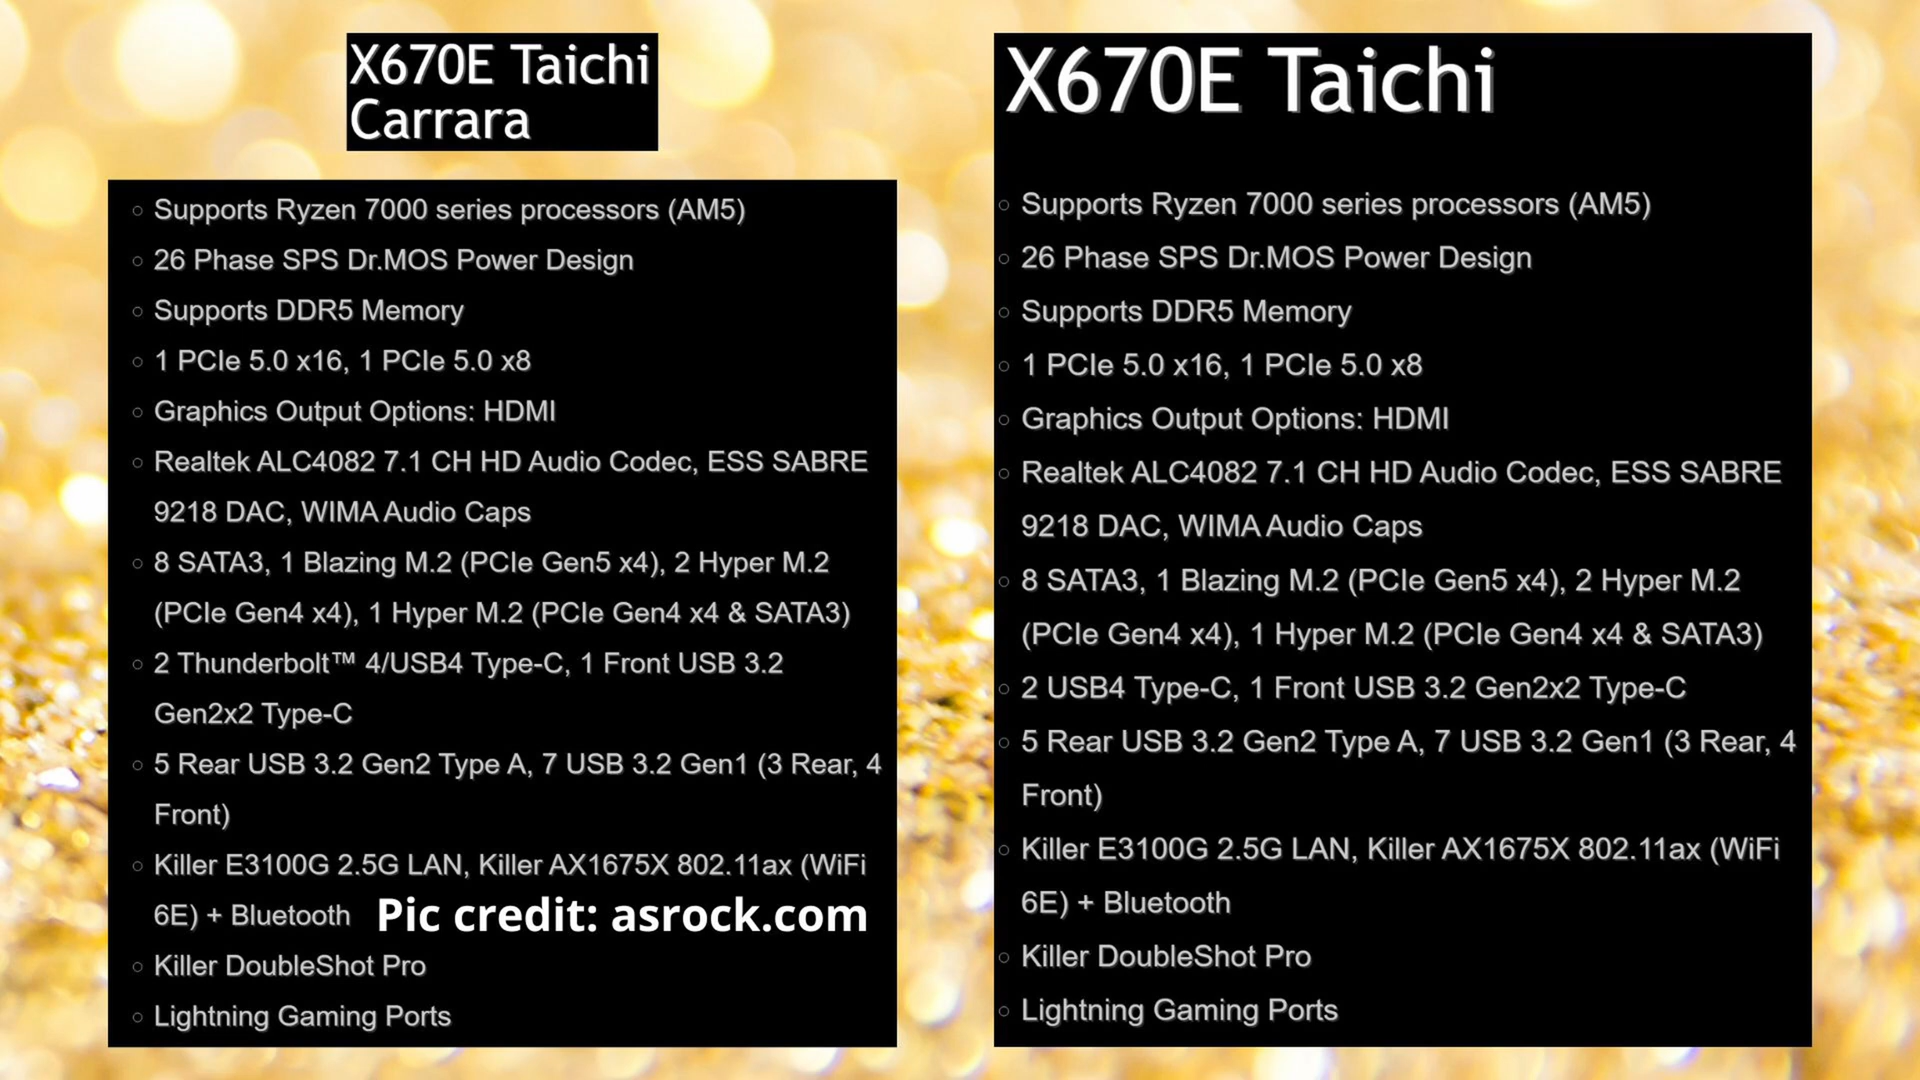 X670E Taichi
Carrara
Supports Ryzen 7000 series processors (AM5)
26 Phase SPS Dr.MOS Power Design
Supports DDR5 Memory
1 PCIe 5.0 x16, 1 PCIe 5.0 x8
Graphics Output Options: HDMI
Realtek ALC4082 7.1 CH HD Audio Codec, ESS SABRE
9218 DAC, WIMA Audio Caps
8 SATA3, 1 Blazing M.2 (PCIe Gen5 x4), 2 Hyper M.2
(PCIe Gen4 x4), 1 Hyper M.2 (PCIe Gen4 x4 & SATA3)
2 Thunderbolt™ 4/USB4 Type-C, 1 Front USB 3.2
Gen2x2 Type-C
5 Rear USB 3.2 Gen2 Type A, 7 USB 3.2 Gen1 (3 Rear, 4
Front)
Killer E3100G 2.5G LAN, Killer AX1675X 802.11ax (WiFi
6E) + Bluetooth
Pic credit: asrock.com
Killer DoubleShot Pro
Lightning Gaming Ports
X670E Taichi
Supports Ryzen 7000 series processors (AM5)
26 Phase SPS Dr.MOS Power Design
Supports DDR5 Memory
1 PCIe 5.0 x16, 1 PCIe 5.0 x8
Graphics Output Options: HDMI
Realtek ALC4082 7.1 CH HD Audio Codec, ESS SABRE
9218 DAC, WIMA Audio Caps
8 SATA3, 1 Blazing M.2 (PCIe Gen5 x4), 2 Hyper M.2
(PCIe Gen4 x4), 1 Hyper M.2 (PCIe Gen4 x4 & SATA3)
2 USB4 Type-C, 1 Front USB 3.2 Gen2x2 Type-C
5 Rear USB 3.2 Gen2 Type A, 7 USB 3.2 Gen1 (3 Rear, 4
Front)
Killer E3100G 2.5G LAN, Killer AX1675X 802.11ax (WiFi
6E) + Bluetooth
Killer DoubleShot Pro
Lightning Gaming Ports